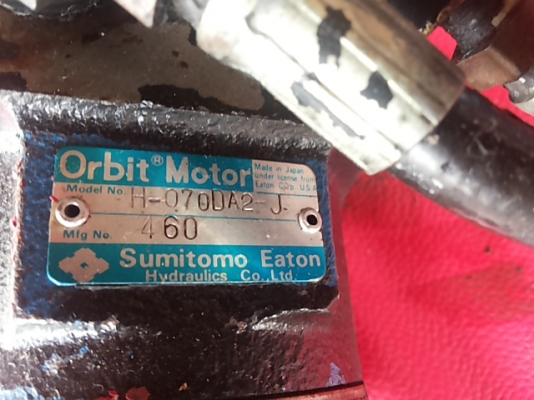 Orbit® Motor
Made in Japan
under license from
Eaton Corp. U.S.A.
Model No. H-070DA2-J
Mfg No. 460
Sumitomo Eaton
Hydraulics Co., Ltd.